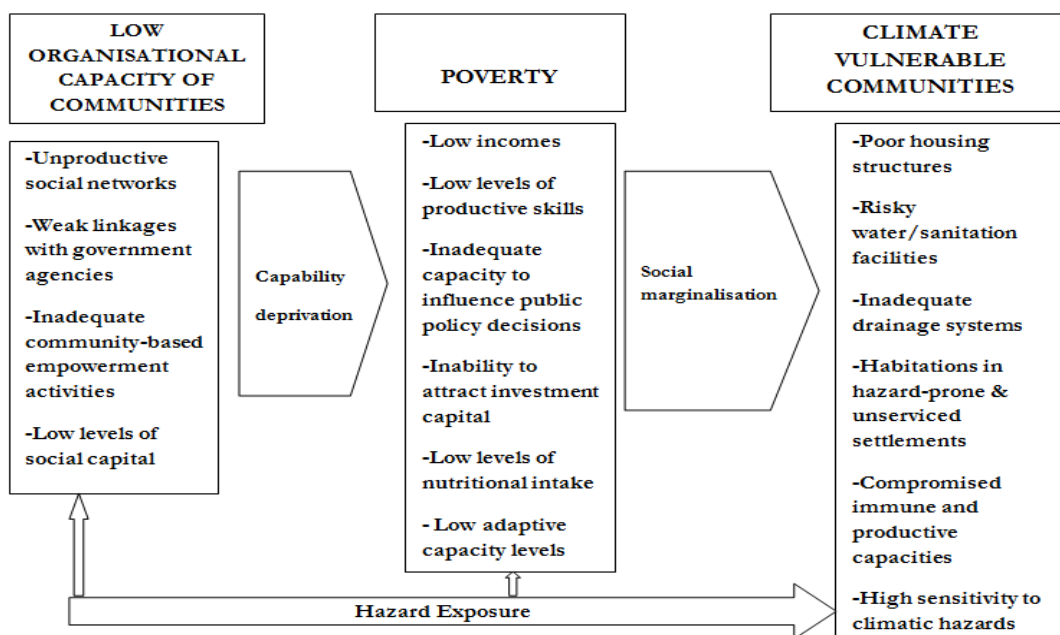 LOW
ORGANISATIONAL
CAPACITY OF
COMMUNITIES
-Unproductive
social networks
-Weak linkages
with government
agencies
-Inadequate
community-based
empowerment
activities
-Low levels of
social capital
Capability
deprivation
POVERTY
-Low incomes
-Low levels of
productive skills
-Inadequate
capacity to
influence public
policy decisions
-Inability to
attract investment
capital
-Low levels of
nutritional intake
- Low adaptive
capacity levels
Social
marginalisation
CLIMATE
VULNERABLE
COMMUNITIES
-Poor housing
structures
-Risky
water/sanitation
facilities
-Inadequate
drainage systems
-Habitations in
hazard-prone &
unserviced
settlements
-Compromised
immune and
productive
capacities
-High sensitivity to
climatic hazards
Hazard Exposure